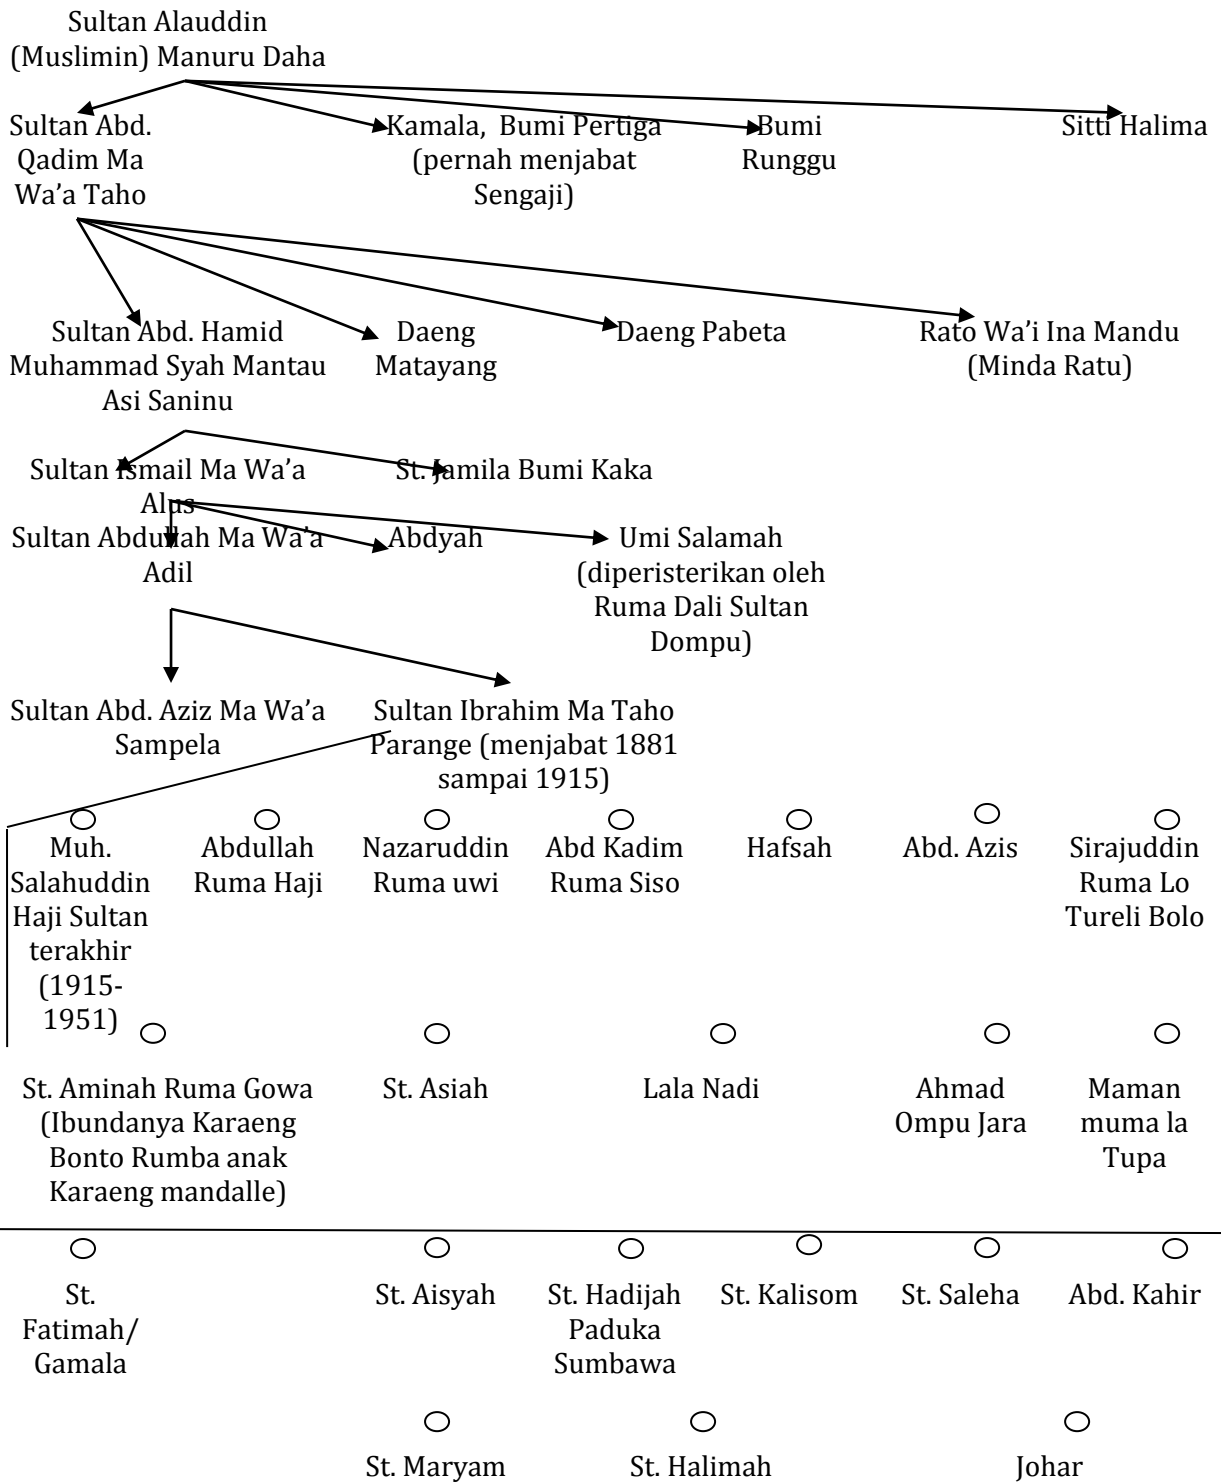 Sultan Alauddin
(Muslimin) Manuru Daha
Sultan Abd.
Qadim Ma
Wa’a Taho
Kamala, Bumi Pertiga
(pernah menjabat
Sengaji)
Bumi
Runggu
Sitti Halima
Sultan Abd. Hamid
Muhammad Syah Mantau
Asi Saninu
Daeng
Matayang
Daeng Pabeta
Rato Wa’i Ina Mandu
(Minda Ratu)
Sultan Ismail Ma Wa’a
Alus
St. Jamila Bumi Kaka
Sultan Abdullah Ma Wa’a
Adil
Abdyah
Umi Salamah
(diperisterikan oleh
Ruma Dali Sultan
Dompu)
Sultan Abd. Aziz Ma Wa’a
Sampela
Sultan Ibrahim Ma Taho
Parange (menjabat 1881
sampai 1915)
Muh.
Salahuddin
Haji Sultan
terakhir
(1915-
1951)
Abdullah
Ruma Haji
Nazaruddin
Ruma uwi
Abd Kadim
Ruma Siso
Hafsah
Abd. Azis
Sirajuddin
Ruma Lo
Tureli Bolo
St. Aminah Ruma Gowa
(Ibundanya Karaeng
Bonto Rumba anak
Karaeng mandalle)
St. Asiah
Lala Nadi
Ahmad
Ompu Jara
Maman
muma la
Tupa
St.
Fatimah/
Gamala
St. Aisyah
St. Hadijah
Paduka
Sumbawa
St. Kalisom
St. Saleha
Abd. Kahir
St. Maryam
St. Halimah
Johar